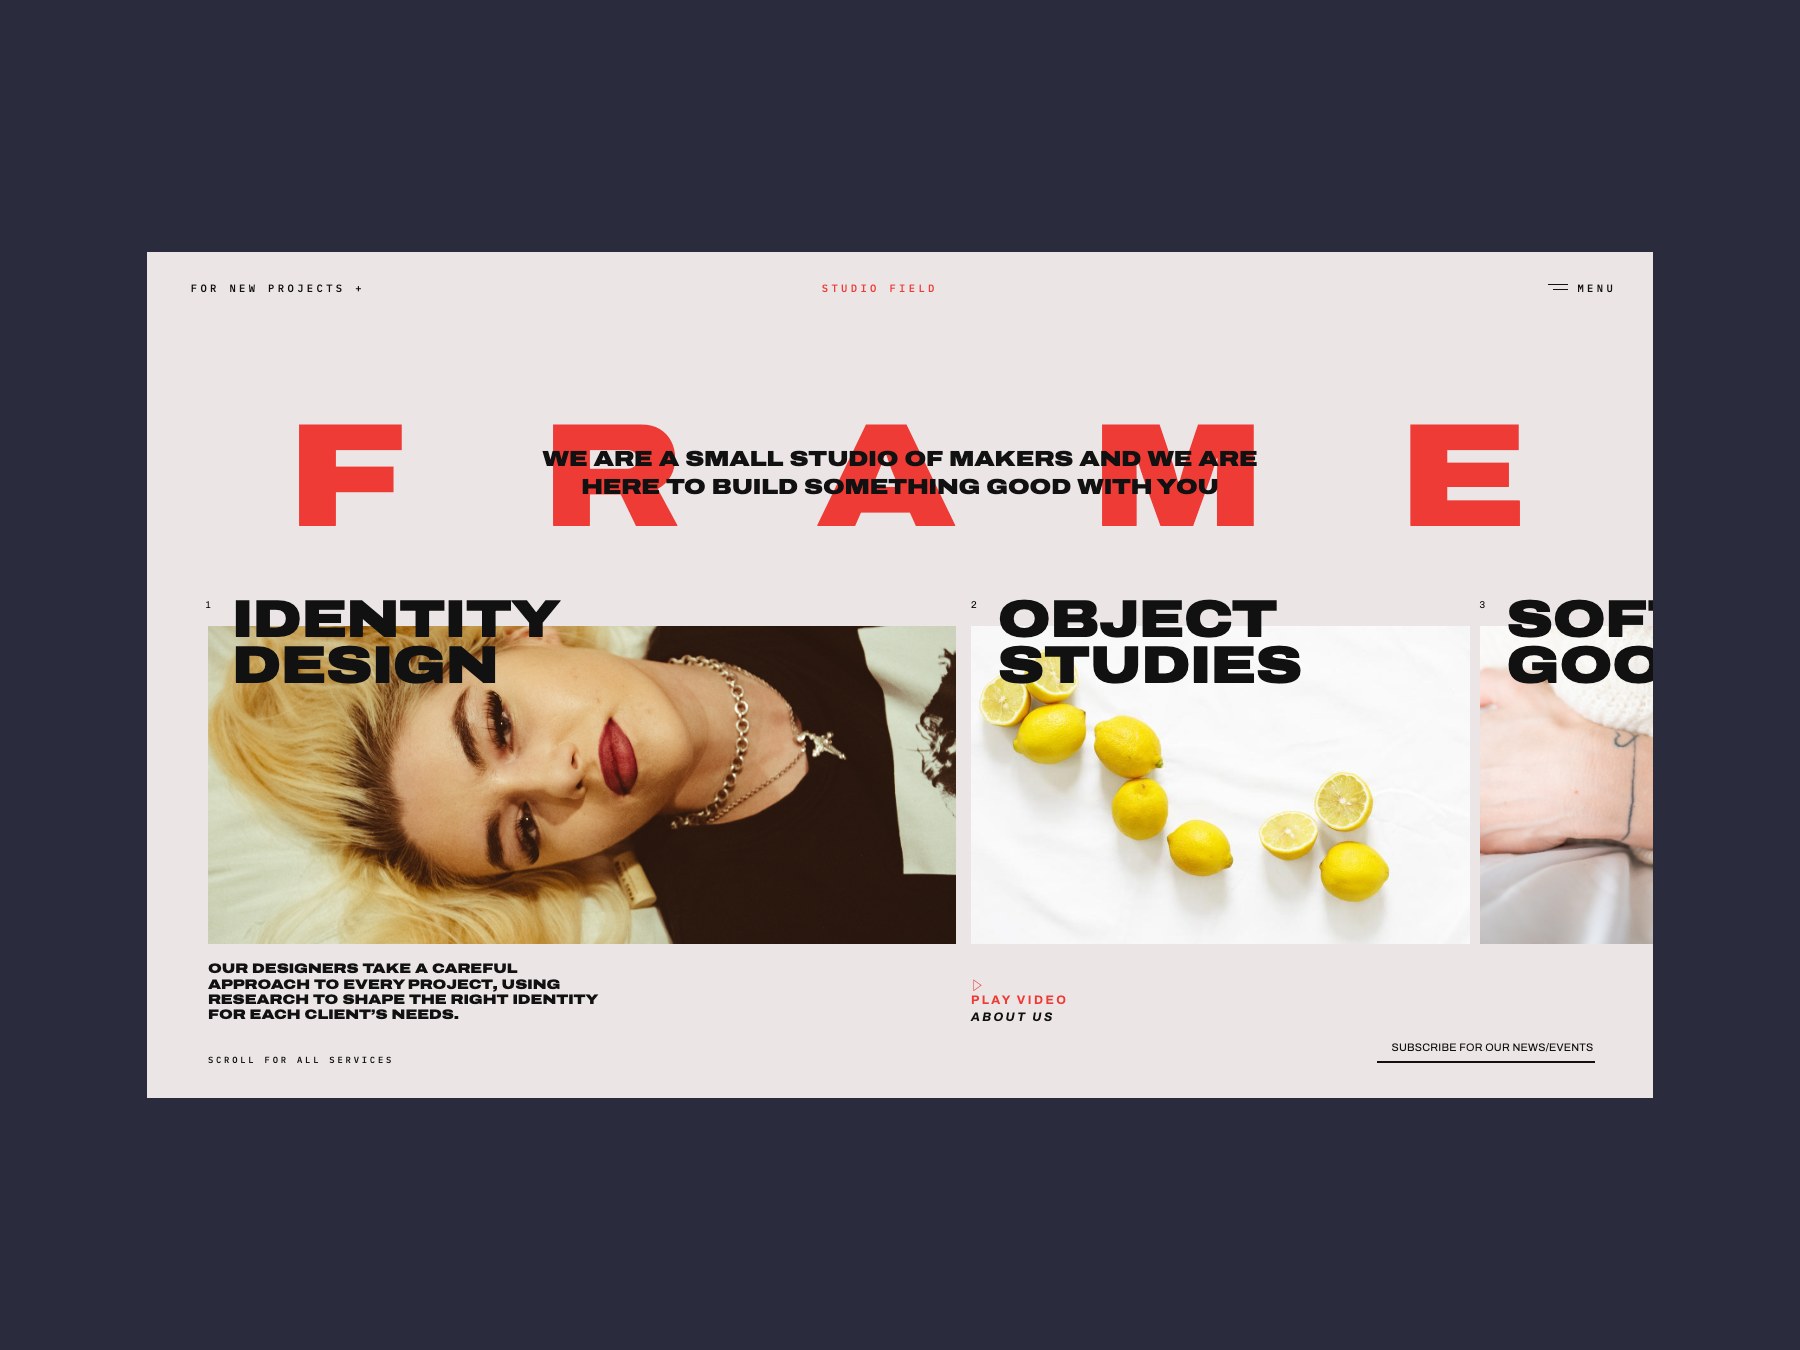 FOR NEW PROJECTS +
STUDIO FIELD
MENU
FRAME
WE ARE A SMALL STUDIO OF MAKERS AND WE ARE
HERE TO BUILD SOMETHING GOOD WITH YOU
1
IDENTITY
DESIGN
2
OBJECT
STUDIES
3
SOF
GOO
OUR DESIGNERS TAKE A CAREFUL
APPROACH TO EVERY PROJECT, USING
RESEARCH TO SHAPE THE RIGHT IDENTITY
FOR EACH CLIENT’S NEEDS.
PLAY VIDEO
ABOUT US
SCROLL FOR ALL SERVICES
SUBSCRIBE FOR OUR NEWS/EVENTS